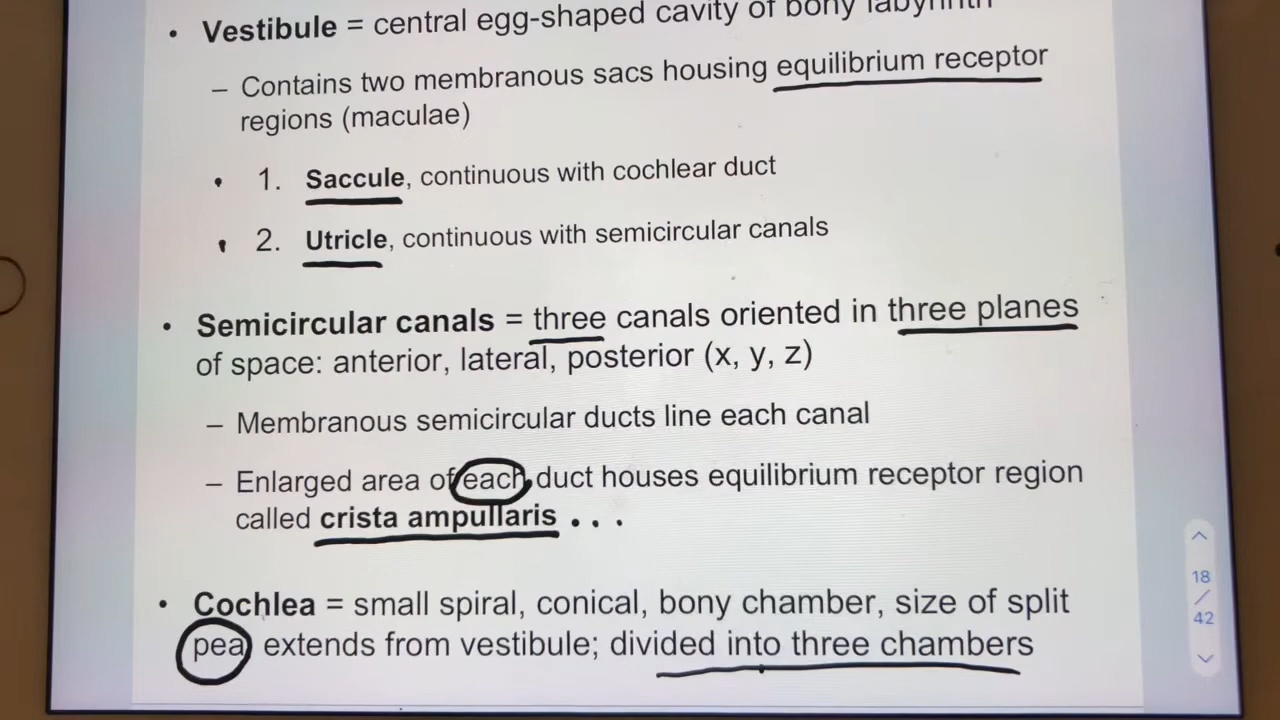 • Vestibule = central egg-shaped cavity of bony labyrinth
– Contains two membranous sacs housing equilibrium receptor
regions (maculae)
• 1. Saccule, continuous with cochlear duct
• 2. Utricle, continuous with semicircular canals
• Semicircular canals = three canals oriented in three planes
of space: anterior, lateral, posterior (x, y, z)
– Membranous semicircular ducts line each canal
– Enlarged area of each duct houses equilibrium receptor region
called crista ampullaris . . .
• Cochlea = small spiral, conical, bony chamber, size of split
pea extends from vestibule; divided into three chambers
18
/
42